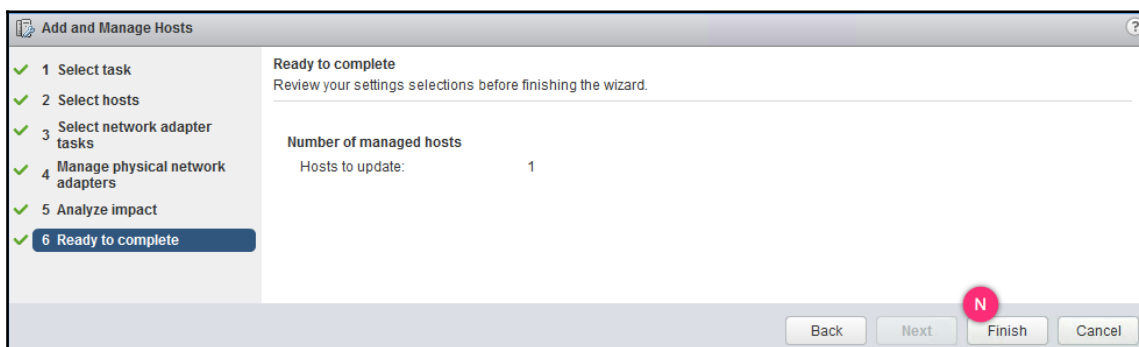 Add and Manage Hosts
?
1 Select task
2 Select hosts
3 Select network adapter
tasks
4 Manage physical network
adapters
5 Analyze impact
6 Ready to complete
Ready to complete
Review your settings selections before finishing the wizard.
Number of managed hosts
Hosts to update: 1
N
Back Next Finish Cancel